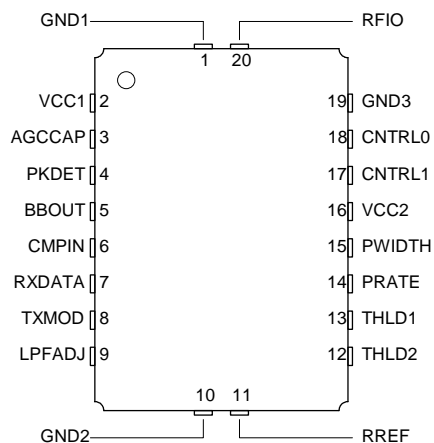 GND1 RFIO
1 20
VCC1 2 19 GND3
AGCCAP 3 18 CNTRL0
PKDET 4 17 CNTRL1
BBOUT 5 16 VCC2
CMPIN 6 15 PWIDTH
RXDATA 7 14 PRATE
TXMOD 8 13 THLD1
LPFADJ 9 12 THLD2
10 11
GND2 RREF